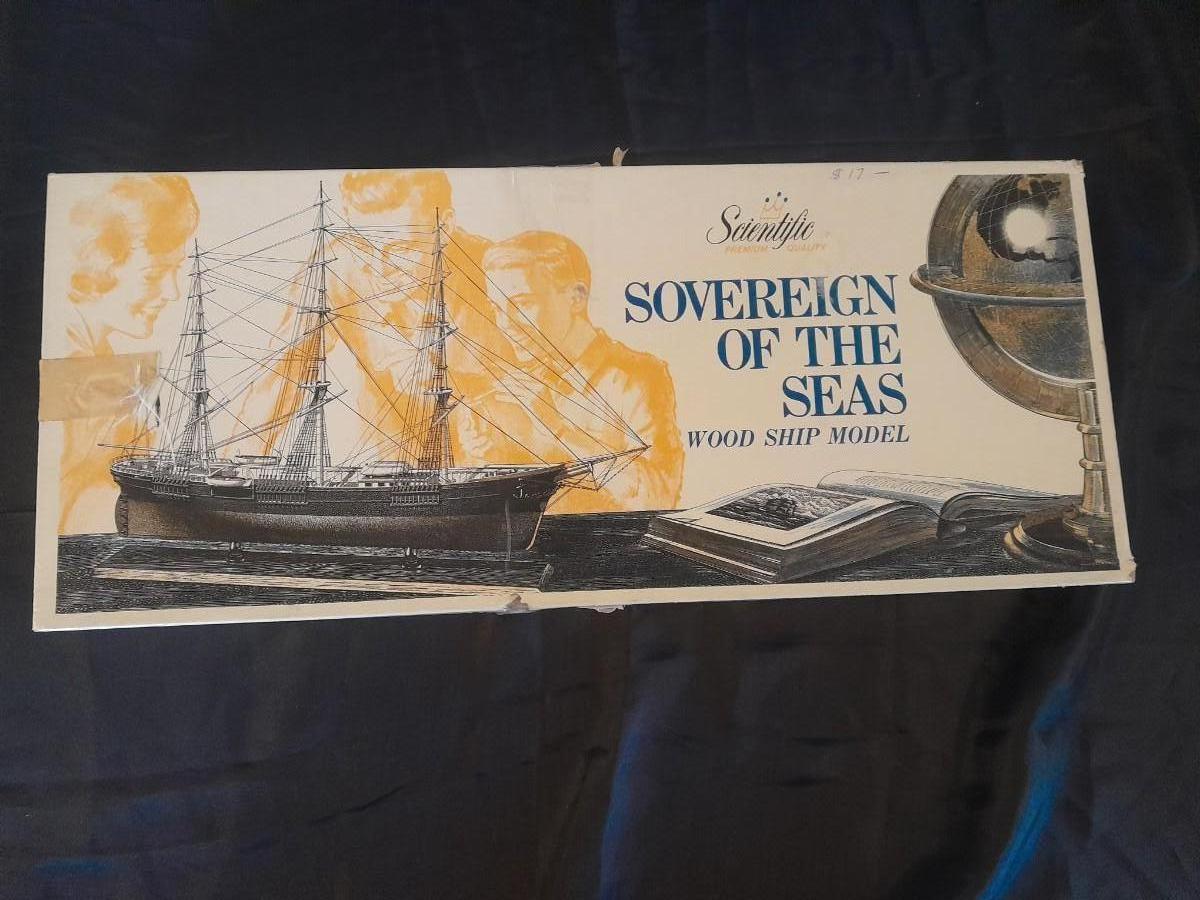 $17-
Scientific
PREMIUM QUALITY
SOVEREIGN
OF THE
SEAS
WOOD SHIP MODEL